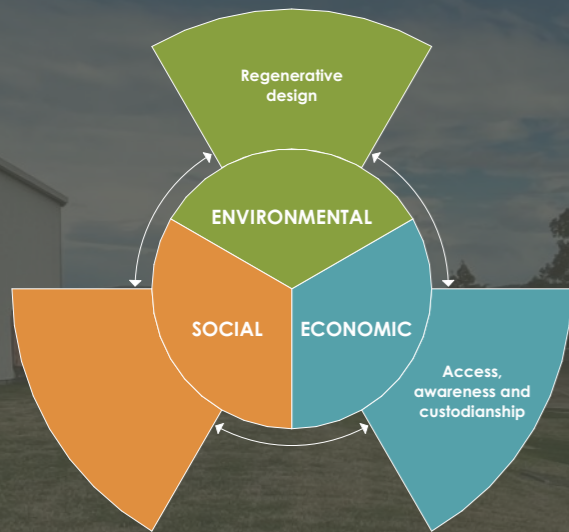 Regenerative
design
ENVIRONMENTAL
SOCIAL
ECONOMIC
Access,
awareness and
custodianship